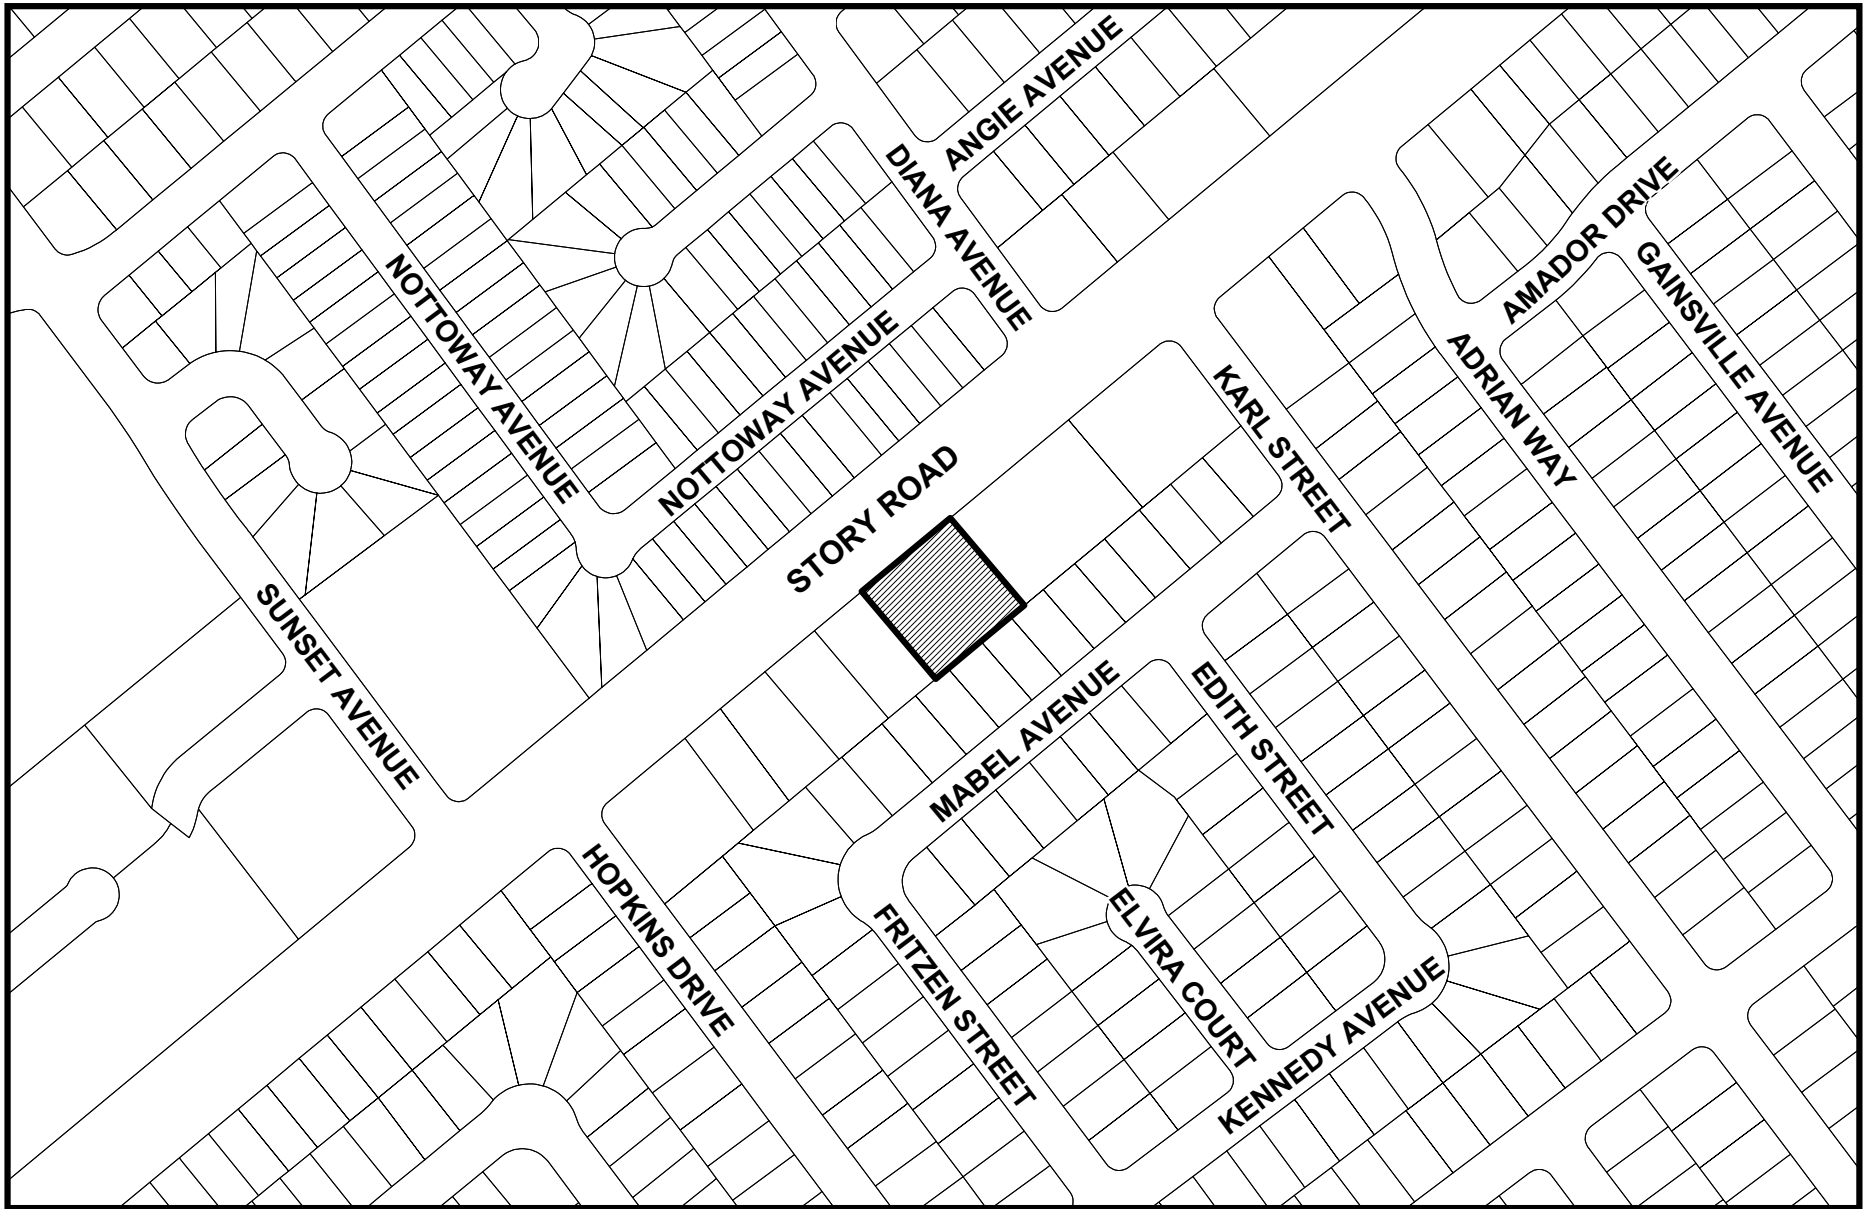 ANGIE AVENUE
DIANA AVENUE
AMADOR DRIVE
GAINSVILLE AVENUE
NOTTOWAY AVENUE
NOTTOWAY AVENUE
ADRIAN WAY
KARL STREET
STORY ROAD
SUNSET AVENUE
MABEL AVENUE
EDITH STREET
HOPKINS DRIVE
FRITZEN STREET
ELVIRA COURT
KENNEDY AVENUE